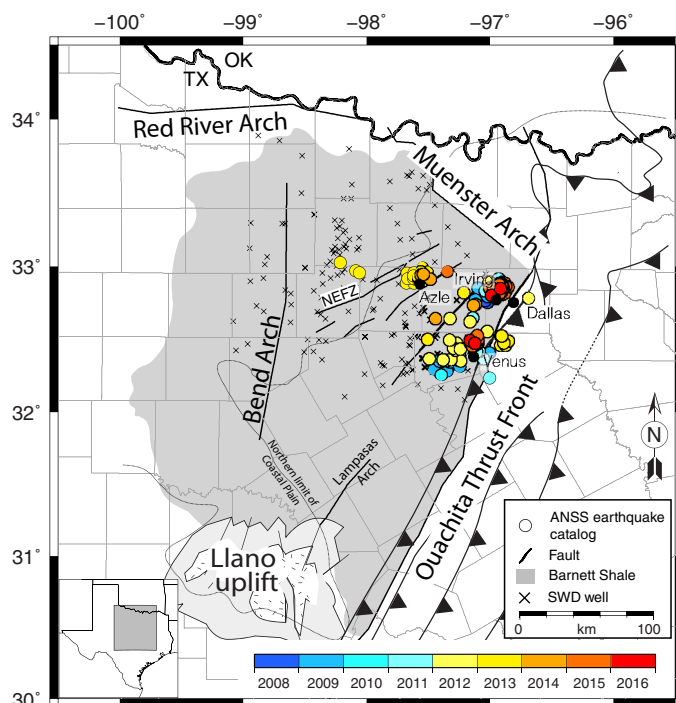 −100 −99 −98 −97 −96
34°
33°
32°
31°
30°
OK
TX
Red River Arch
Muenster Arch
Irving
Azle
NEFZ
Dallas
Venus
Bend Arch
Ouachita Thrust Front
Lampasas
Arch
Northern limit of
Coastal Plain
Llano
uplift
N
ANSS earthquake
catalog
Fault
Barnett Shale
SWD well
0 km 100
2008 2009 2010 2011 2012 2013 2014 2015 2016